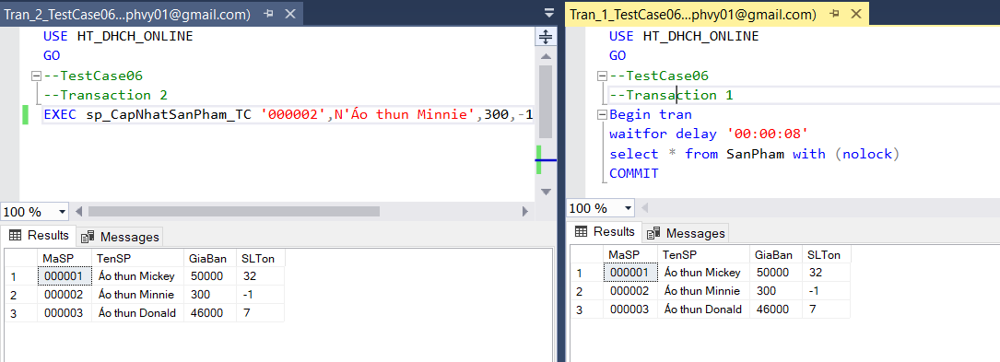 Tran_2_TestCase06...phvy01@gmail.com)
USE HT_DHCH_ONLINE
GO
--TestCase06
--Transaction 2
EXEC sp_CapNhatSanPham_TC '000002',N'Áo thun Minnie',300,-1
100 %
Results Messages
MaSP TenSP GiaBan SLTon
1 000001 Áo thun Mickey 50000 32
2 000002 Áo thun Minnie 300 -1
3 000003 Áo thun Donald 46000 7
Tran_1_TestCase06...phvy01@gmail.com)
USE HT_DHCH_ONLINE
GO
--TestCase06
--Transaction 1
Begin tran
waitfor delay '00:00:08'
select * from SanPham with (nolock)
COMMIT
100 %
Results Messages
MaSP TenSP GiaBan SLTon
1 000001 Áo thun Mickey 50000 32
2 000002 Áo thun Minnie 300 -1
3 000003 Áo thun Donald 46000 7